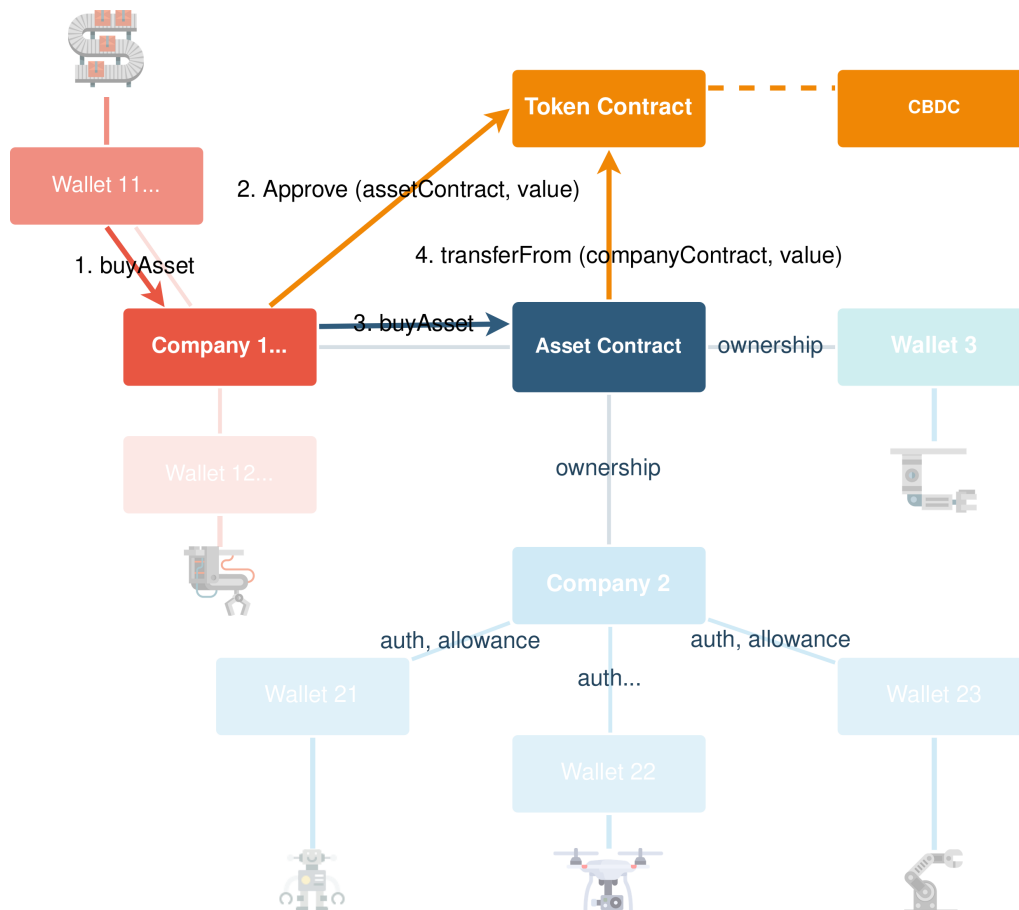 Token Contract
CBDC
Wallet 11...
2. Approve (assetContract, value)
4. transferFrom (companyContract, value)
1. buyAsset
3. buyAsset
Company 1...
Asset Contract
ownership
Wallet 3
Wallet 12...
ownership
Company 2
auth, allowance
auth, allowance
auth...
Wallet 21
Wallet 23
Wallet 22